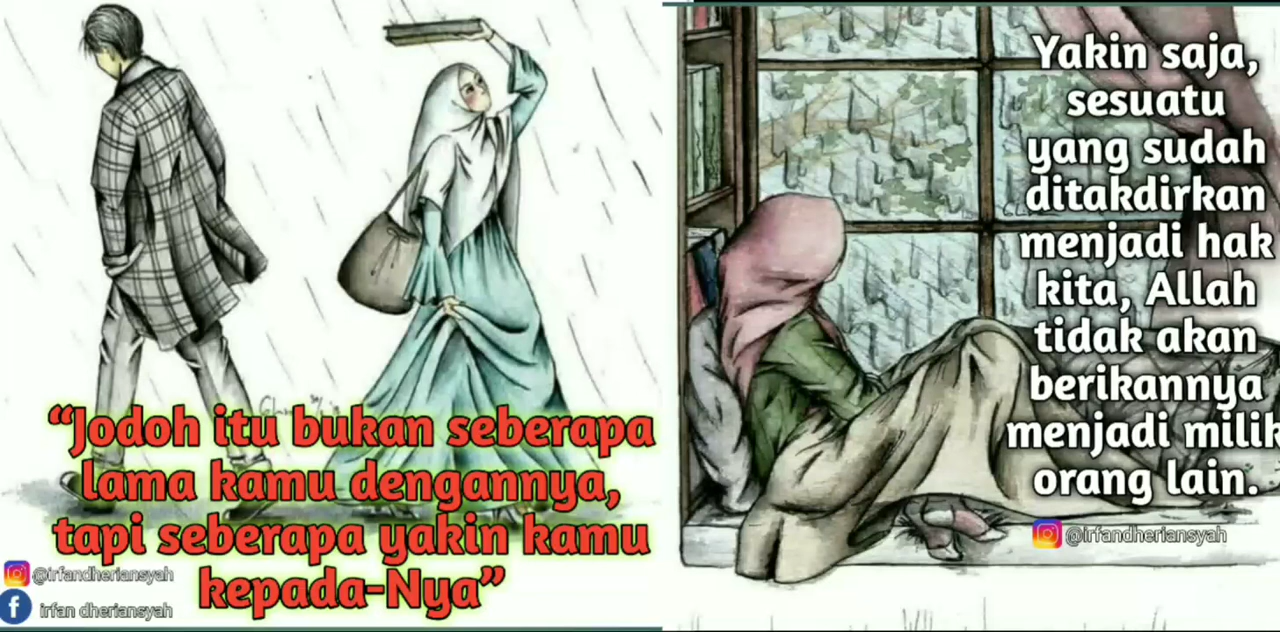 “Jodoh itu bukan seberapa
lama kamu dengannya,
tapi seberapa yakin kamu
kepada-Nya”
@irfandheriansyah
irfan dheriansyah
Yakin saja,
sesuatu
yang sudah
ditakdirkan
menjadi hak
kita, Allah
tidak akan
berikannya
menjadi milik
orang lain.
@irfandheriansyah